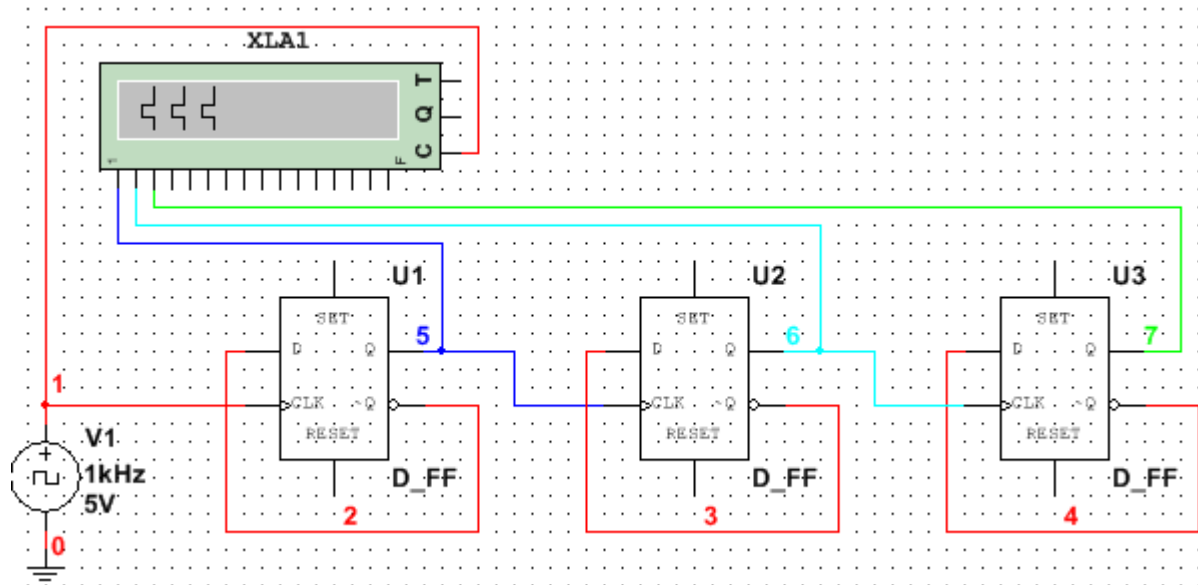 XLA1
T
Q
C
1
F
U1
U2
U3
SET
SET
SET
D
Q
5
D
Q
6
D
Q
7
1
CLK
~Q
CLK
~Q
CLK
~Q
RESET
RESET
RESET
V1
1kHz
5V
D_FF
D_FF
D_FF
2
3
4
0